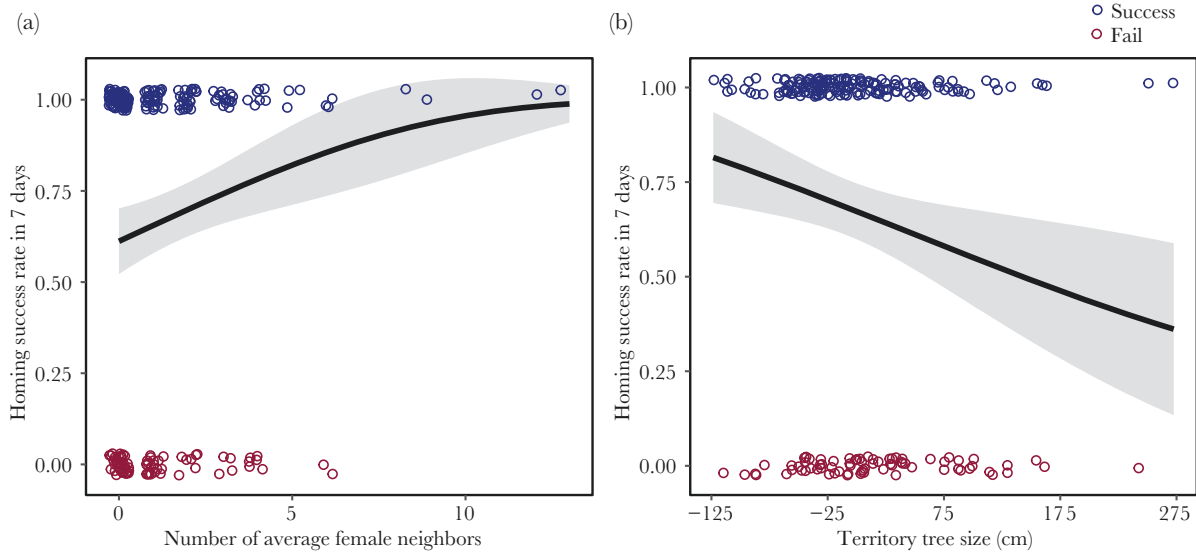 (a)
(b)
Success
Fail
Homing success rate in 7 days
1.00
0.75
0.50
0.25
0.00
0
5
10
Number of average female neighbors
Homing success rate in 7 days
1.00
0.75
0.50
0.25
0.00
−125
−25
75
175
275
Territory tree size (cm)